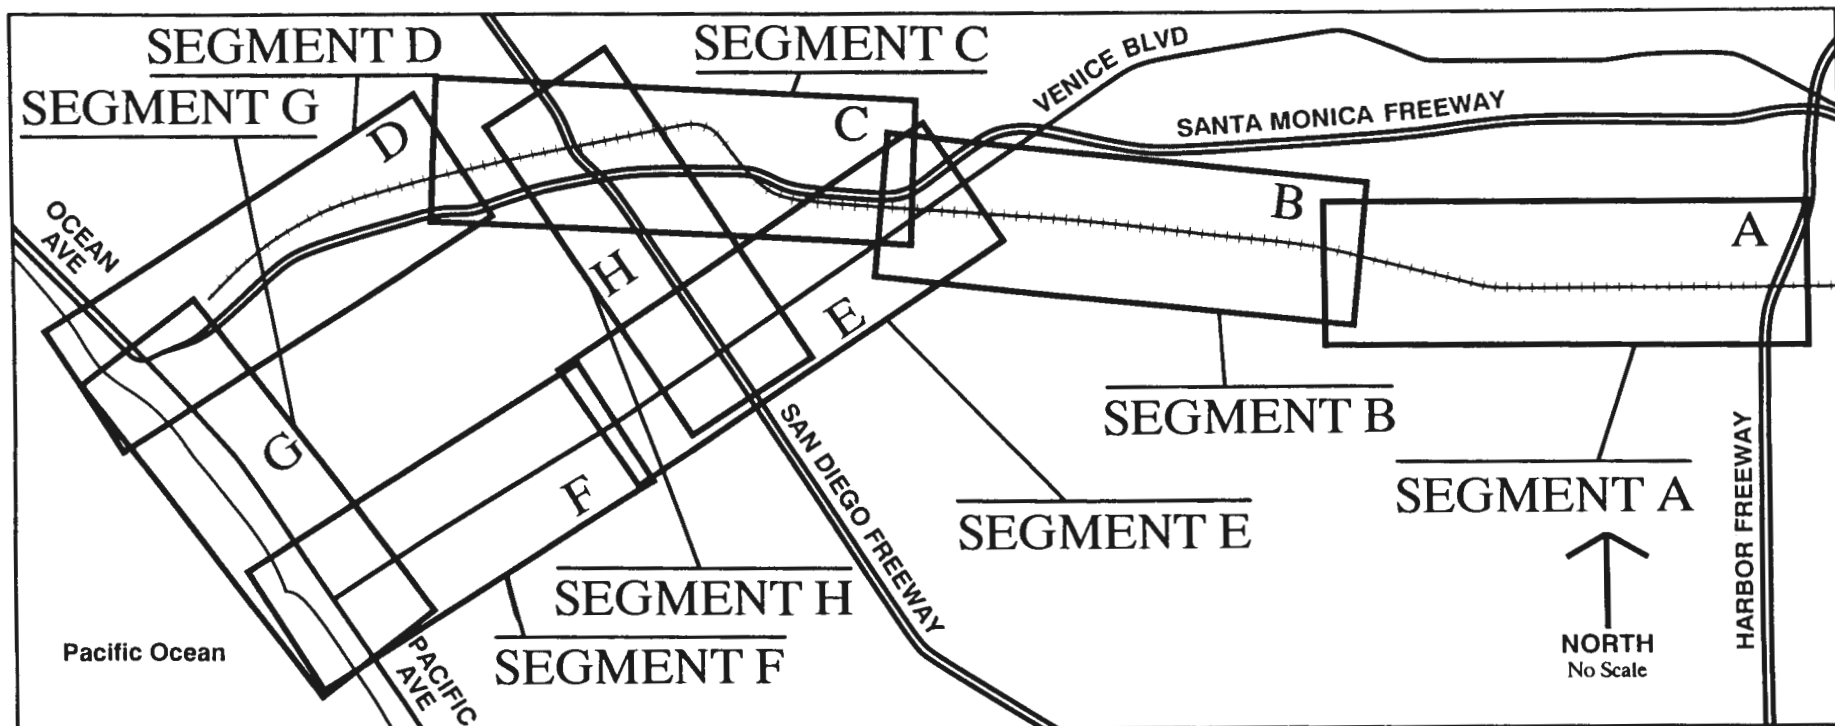 SEGMENT D
SEGMENT C
VENICE BLVD
SEGMENT G
D
C
SANTA MONICA FREEWAY
OCEAN
AVE
H
B
A
E
G
F
SEGMENT B
SAN DIEGO FREEWAY
HARBOR FREEWAY
SEGMENT A
SEGMENT E
SEGMENT H
SEGMENT F
Pacific Ocean
PACIFIC
AVE
NORTH
No Scale